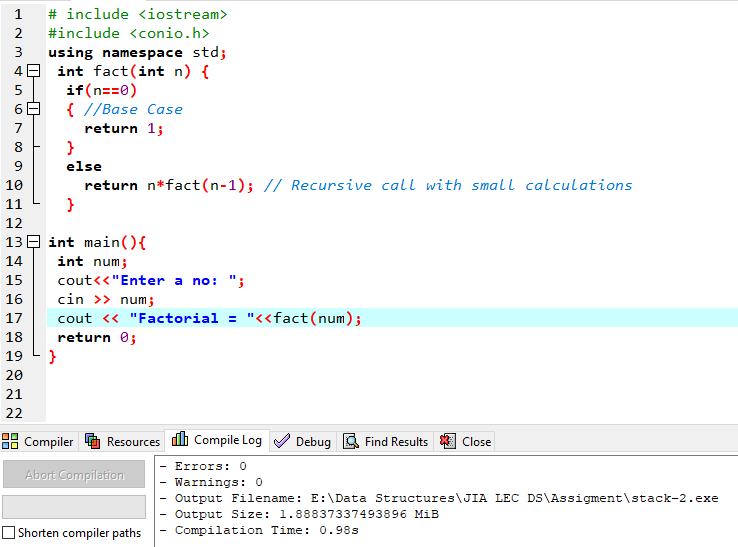 1 # include <iostream>
2 #include <conio.h>
3 using namespace std;
4 int fact(int n) {
5 if(n==0)
6 { //Base Case
7 return 1;
8 }
9 else
10 return n*fact(n-1); // Recursive call with small calculations
11 }
12
13 int main(){
14 int num;
15 cout<<"Enter a no: ";
16 cin >> num;
17 cout << "Factorial = "<<fact(num);
18 return 0;
19 }
20
21
22
Compiler Resources Compile Log Debug Find Results Close
Abort Compilation
Shorten compiler paths
- Errors: 0
- Warnings: 0
- Output Filename: E:\Data Structures\JIA LEC DS\Assigment\stack-2.exe
- Output Size: 1.88837337493896 MiB
- Compilation Time: 0.98s